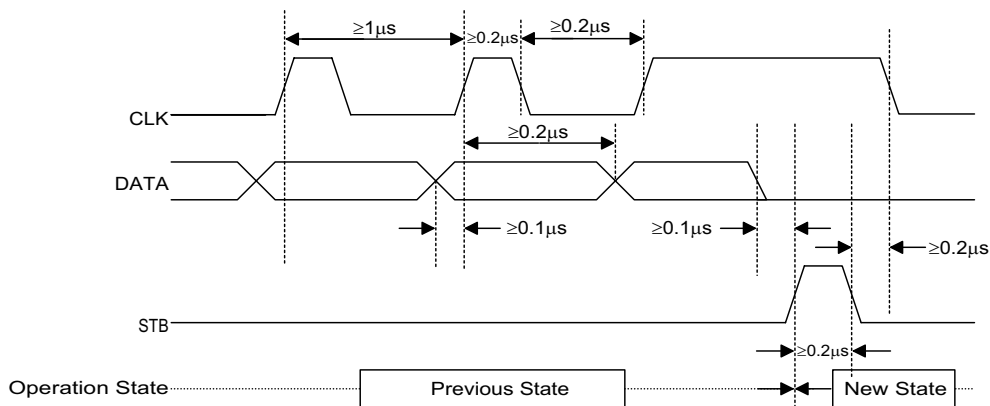 ≥1μs
≥0.2μs
≥0.2μs
CLK
≥0.2μs
DATA
≥0.1μs
≥0.1μs
≥0.2μs
STB
≥0.2μs
Operation State
Previous State
New State